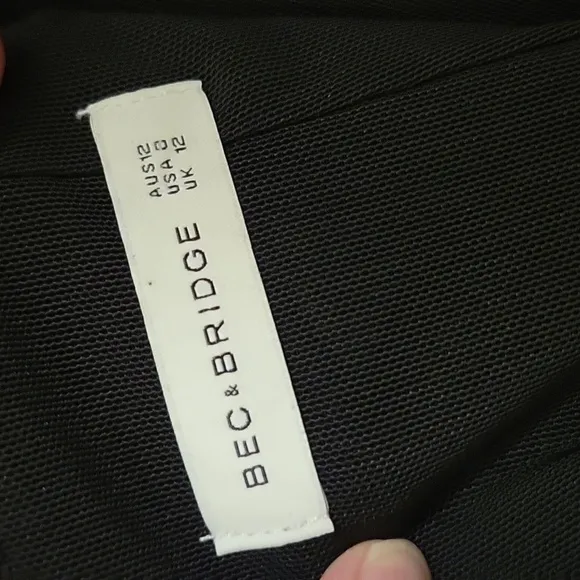 AUS 12
USA 8
UK 12
BEC & BRIDGE